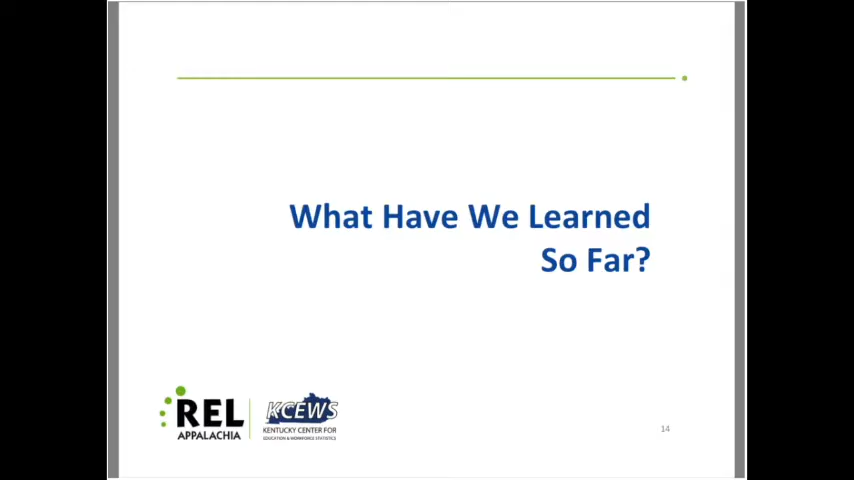 What Have We Learned
So Far?
REL
APPALACHIA
KCEWS
KENTUCKY CENTER FOR
EDUCATION & WORKFORCE STATISTICS
14